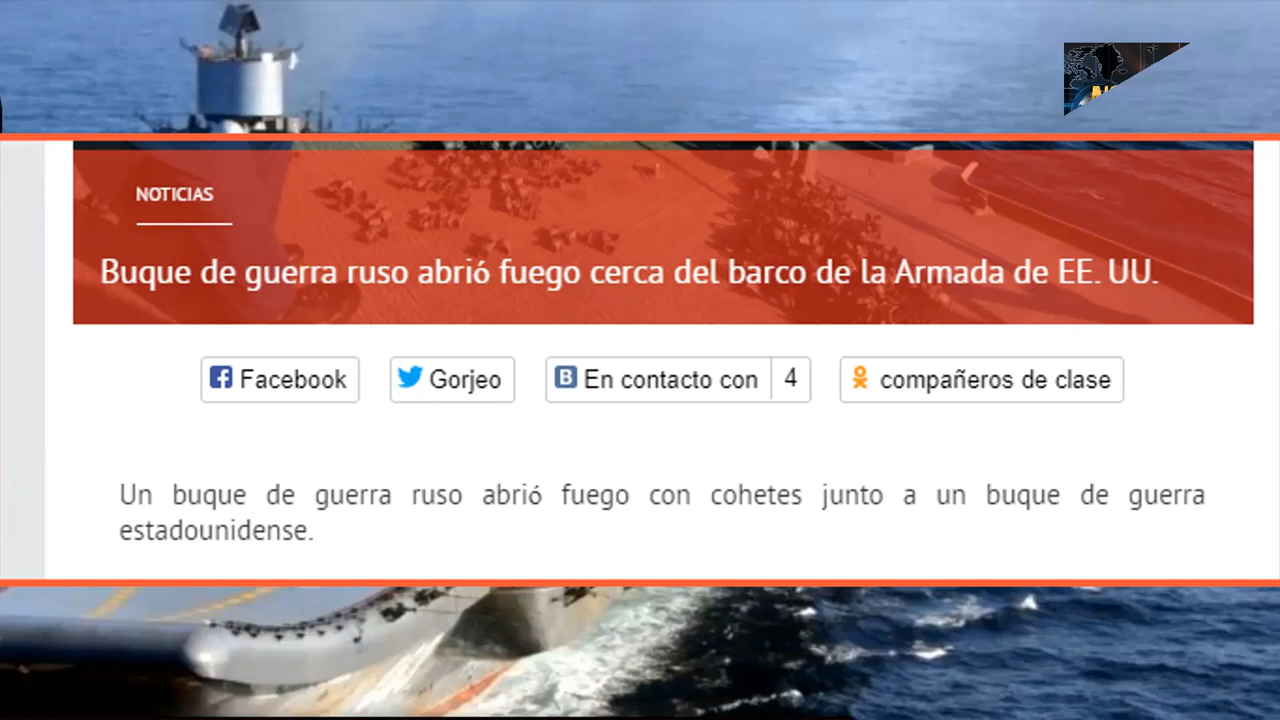 NOTICIAS
Buque de guerra ruso abrió fuego cerca del barco de la Armada de EE. UU.
Facebook
Gorjeo
En contacto con 4
compañeros de clase
Un buque de guerra ruso abrió fuego con cohetes junto a un buque de guerra
estadounidense.